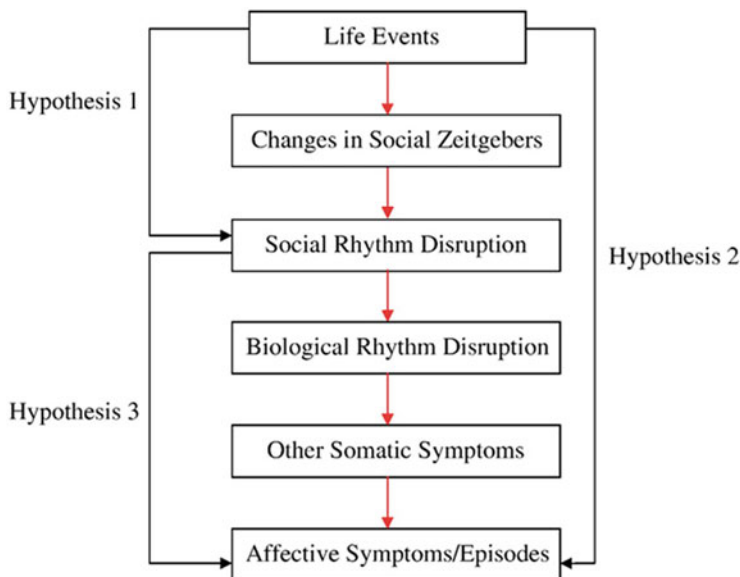 Life Events
Hypothesis 1
Changes in Social Zeitgebers
Social Rhythm Disruption
Hypothesis 2
Biological Rhythm Disruption
Hypothesis 3
Other Somatic Symptoms
Affective Symptoms/Episodes